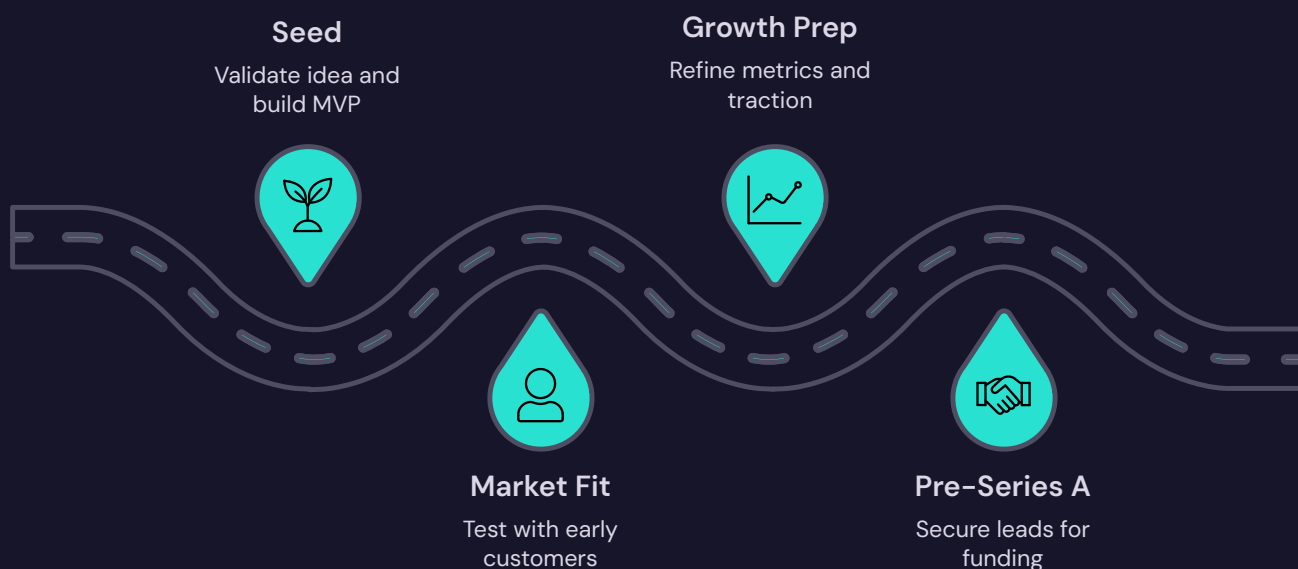 Seed
Validate idea and
build MVP
Growth Prep
Refine metrics and
traction
Market Fit
Test with early
customers
Pre-Series A
Secure leads for
funding